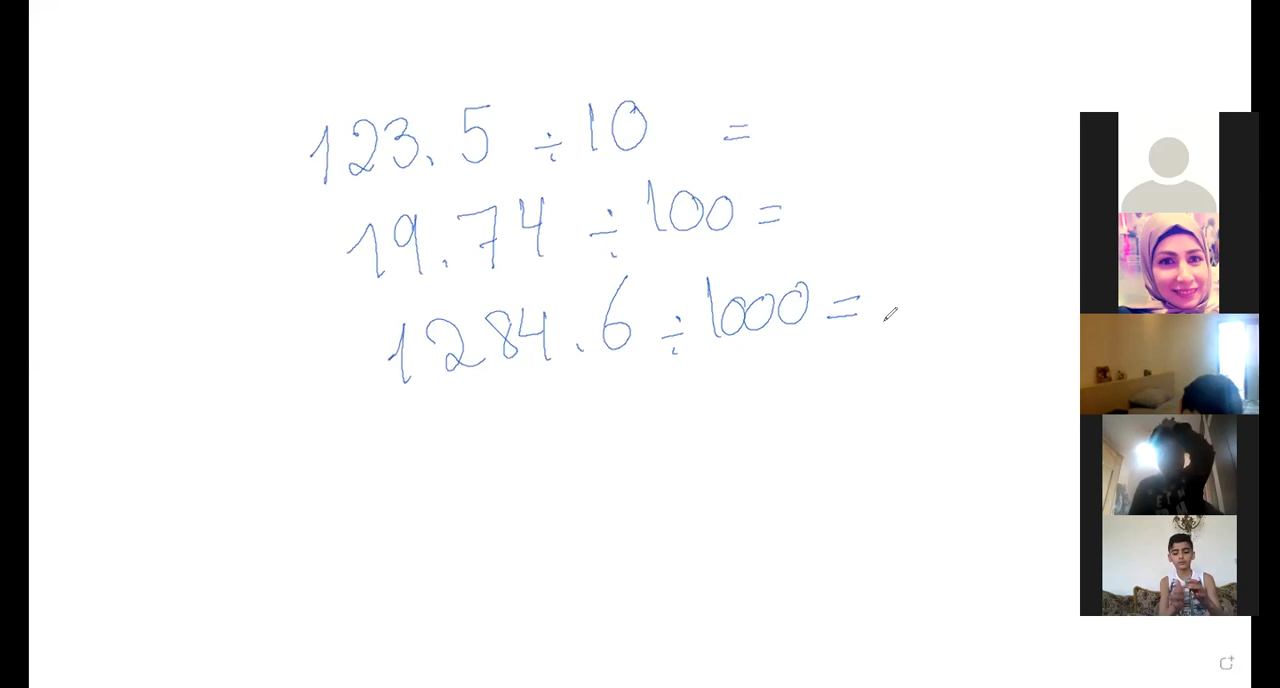 123.5 ÷ 10 =
19.74 ÷ 100 =
1284.6 ÷ 1000 =